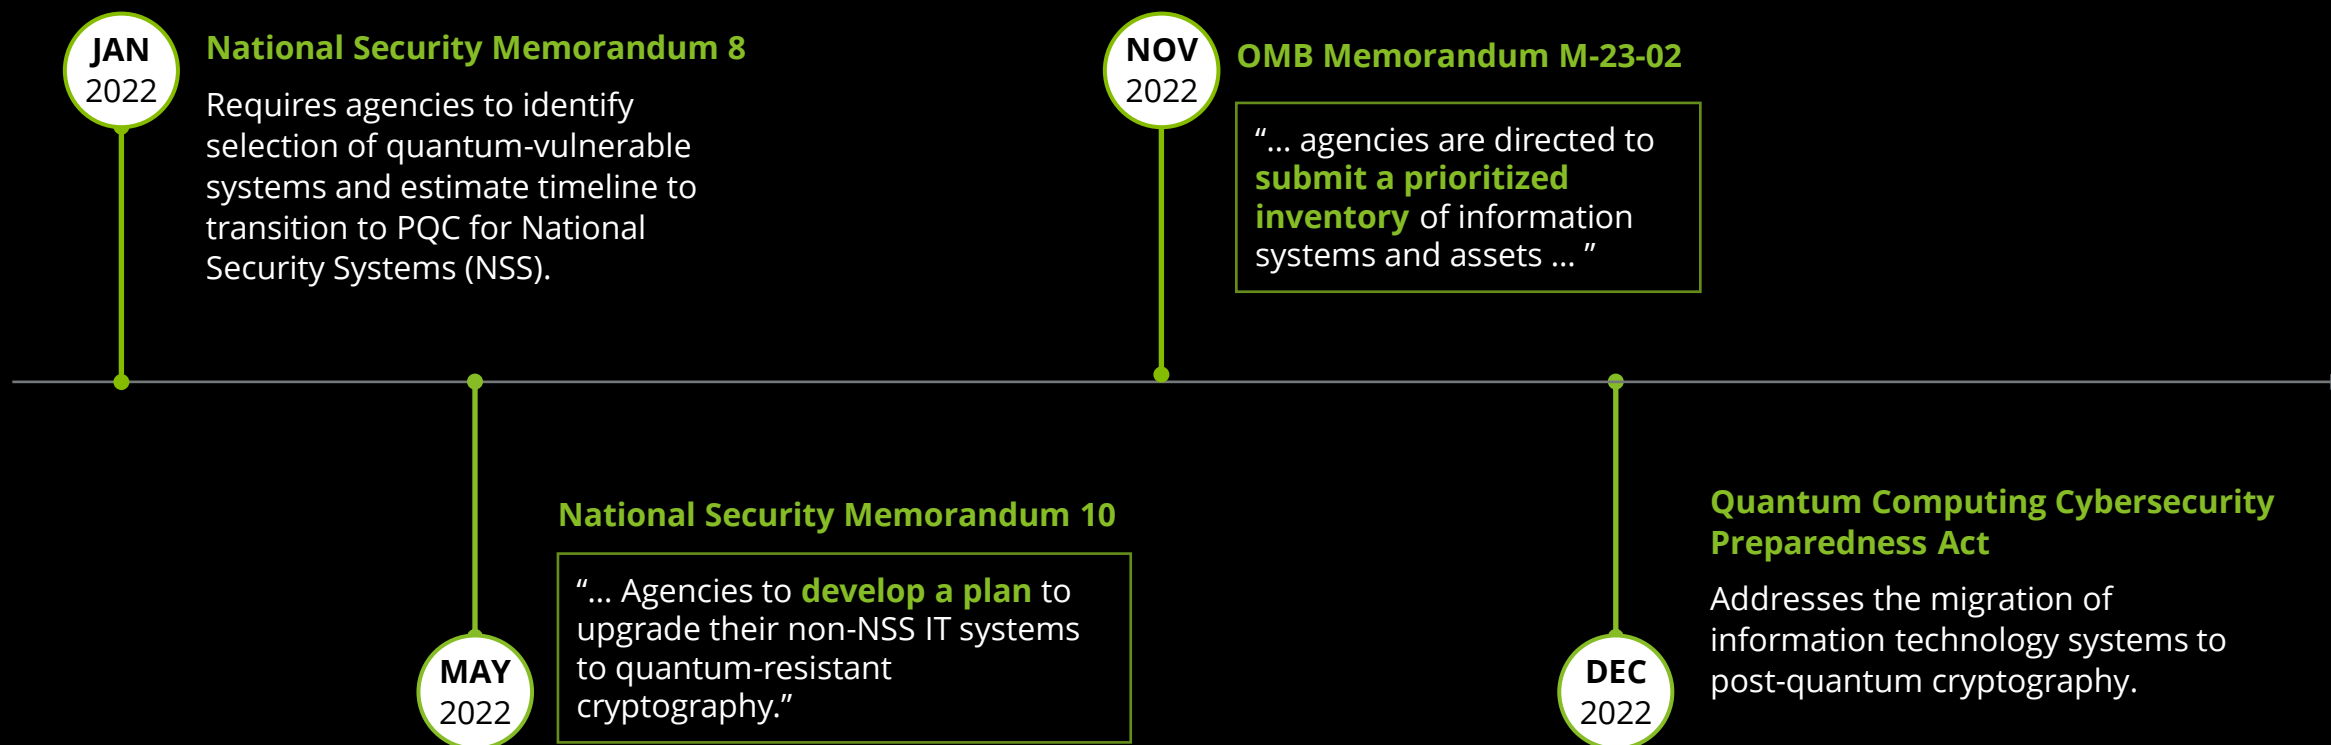 JAN
2022
National Security Memorandum 8
Requires agencies to identify
selection of quantum-vulnerable
systems and estimate timeline to
transition to PQC for National
Security Systems (NSS).
NOV
2022
OMB Memorandum M-23-02
“... agencies are directed to
submit a prioritized
inventory of information
systems and assets ... ”
MAY
2022
National Security Memorandum 10
“... Agencies to develop a plan to
upgrade their non-NSS IT systems
to quantum-resistant
cryptography.”
DEC
2022
Quantum Computing Cybersecurity
Preparedness Act
Addresses the migration of
information technology systems to
post-quantum cryptography.